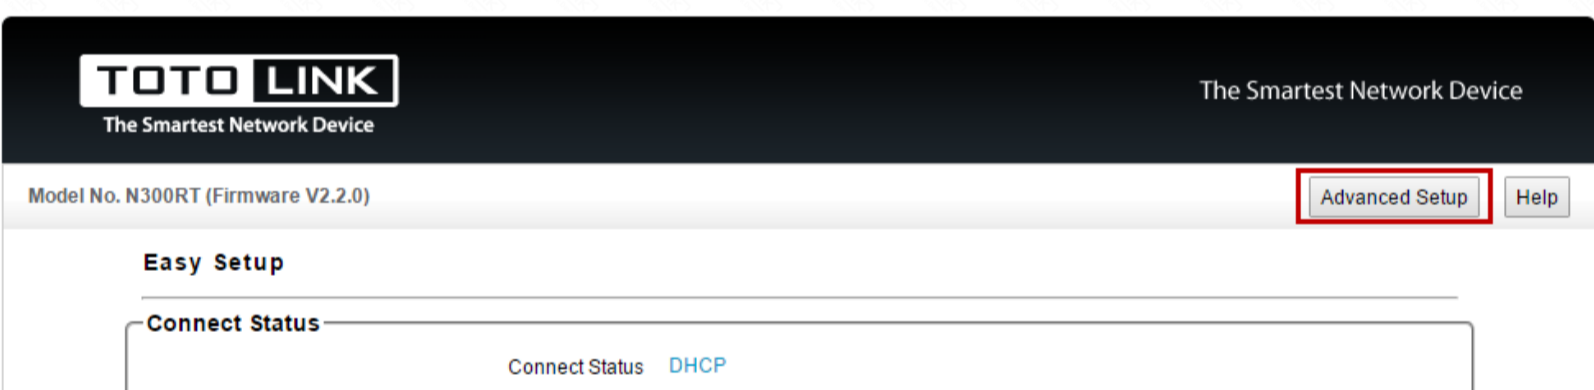 TOTO LINK
The Smartest Network Device
The Smartest Network Device
Model No. N300RT (Firmware V2.2.0)
Advanced Setup
Help
Easy Setup
Connect Status
Connect Status DHCP